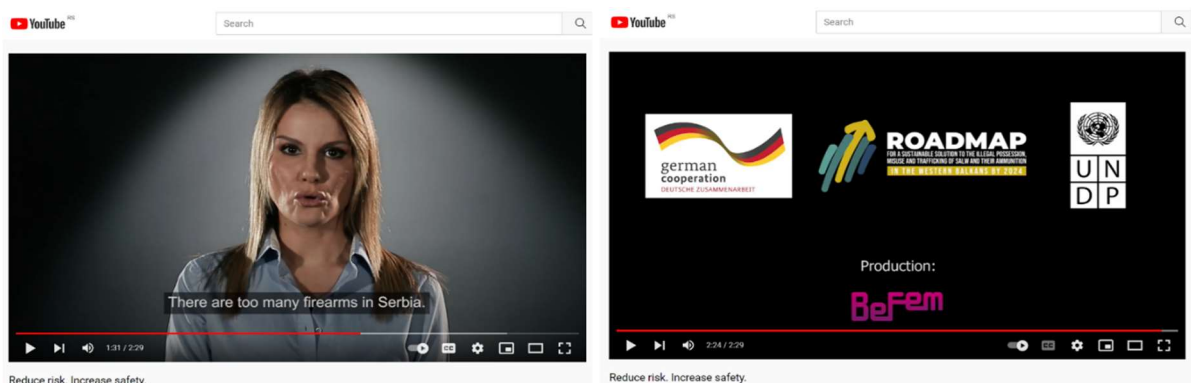 YouTube RS
Search
There are too many firearms in Serbia.
1:31 / 2:29
CC
Reduce risk. Increase safety.
YouTube RS
Search
german
cooperation
DEUTSCHE ZUSAMMENARBEIT
ROADMAP
FOR A SUSTAINABLE SOLUTION TO THE ILLEGAL POSSESSION,
MISUSE AND TRAFFICKING OF SALW AND THEIR AMMUNITION
IN THE WESTERN BALKANS BY 2024
U N
D P
Production:
BeFem
2:24 / 2:29
CC
Reduce risk. Increase safety.